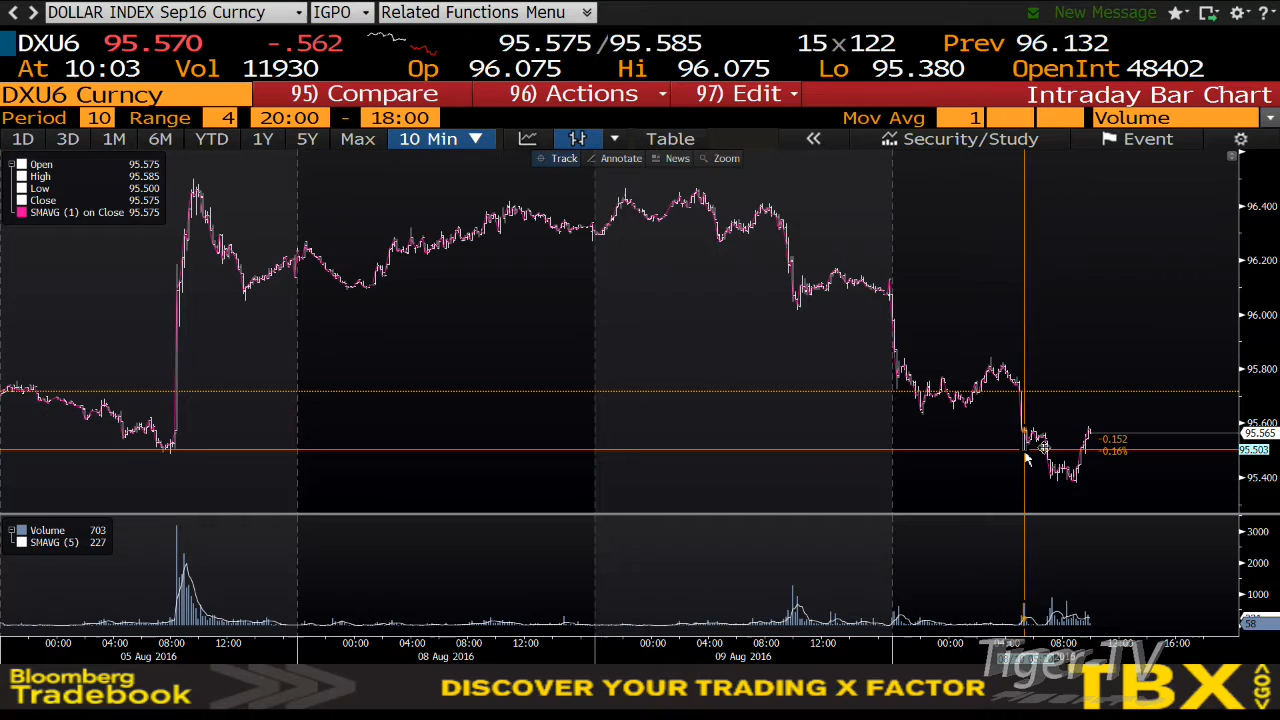 DOLLAR INDEX Sep16 Curncy IGPO Related Functions Menu New Message
DXU6 95.570 -.562 95.575/95.585 15x122 Prev 96.132
At 10:03 Vol 11930 Op 96.075 Hi 96.075 Lo 95.380 OpenInt 48402
DXU6 Curncy 95) Compare 96) Actions 97) Edit Intraday Bar Chart
Period 10 Range 4 20:00 - 18:00 Mov Avg 1 Volume
1D 3D 1M 6M YTD 1Y 5Y Max 10 Min Table Security/Study Event
Track Annotate News Zoom
Open 95.575
High 95.585
Low 95.500
Close 95.575
SMAVG (1) on Close 95.575
96.400
96.200
96.000
95.800
95.600
95.565
-0.152
95.503
-0.16%
95.400
Volume 703
SMAVG (5) 227
3000
2000
1000
58
00:00 04:00 08:00 12:00 00:00 04:00 08:00 12:00 00:00 04:00 08:00 12:00 00:00 04:00 08:00 12:00 16:00
05 Aug 2016 08 Aug 2016 09 Aug 2016
Tiger TV
Bloomberg
Tradebook
DISCOVER YOUR TRADING X FACTOR
TBX
<GO>